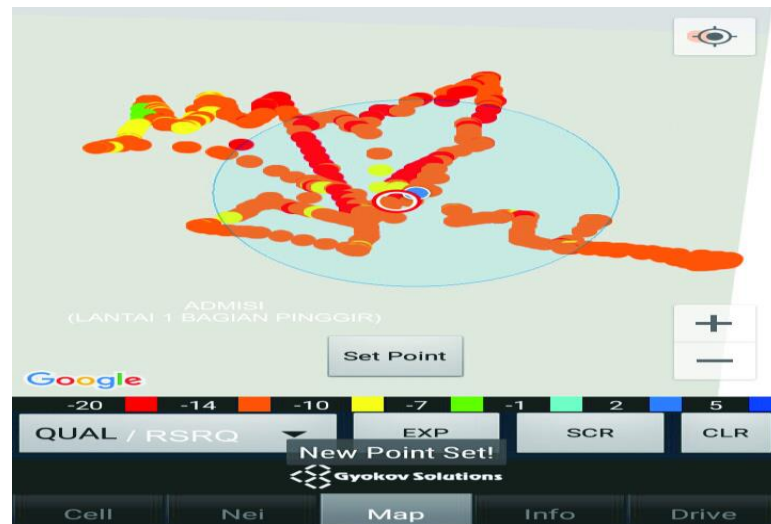 ADMISI
(LANTAI 1 BAGIAN PINGGIR)
Set Point
Google
-20 -14 -10 -7 -1 2 5
QUAL / RSRQ EXP SCR CLR
New Point Set!
Gyokov Solutions
Cell Nei Map Info Drive